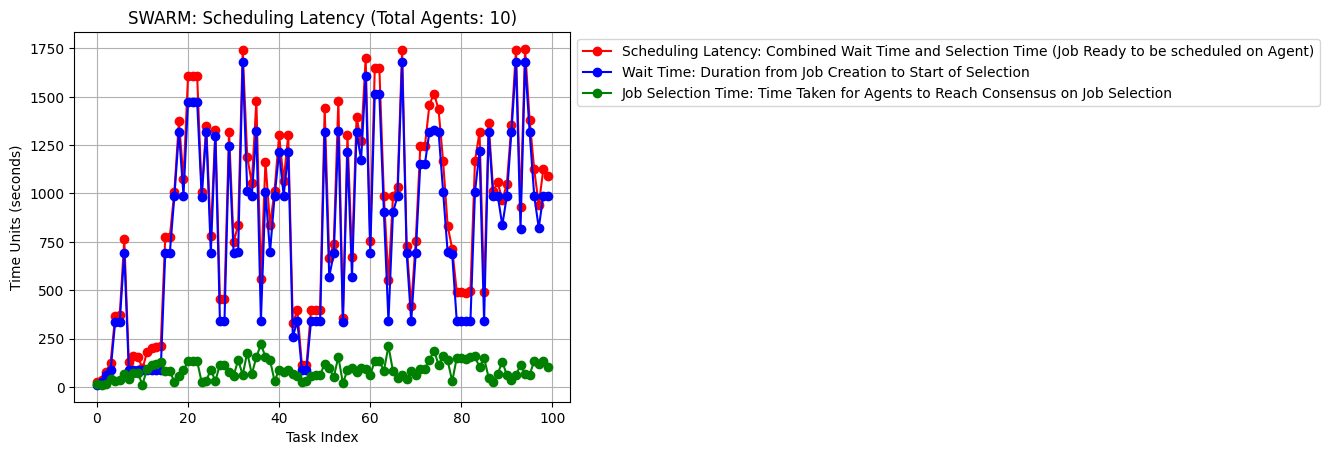 SWARM: Scheduling Latency (Total Agents: 10)
Scheduling Latency: Combined Wait Time and Selection Time (Job Ready to be scheduled on Agent)
Wait Time: Duration from Job Creation to Start of Selection
Job Selection Time: Time Taken for Agents to Reach Consensus on Job Selection
Time Units (seconds)
1750
1500
1250
1000
750
500
250
0
0 20 40 60 80 100
Task Index